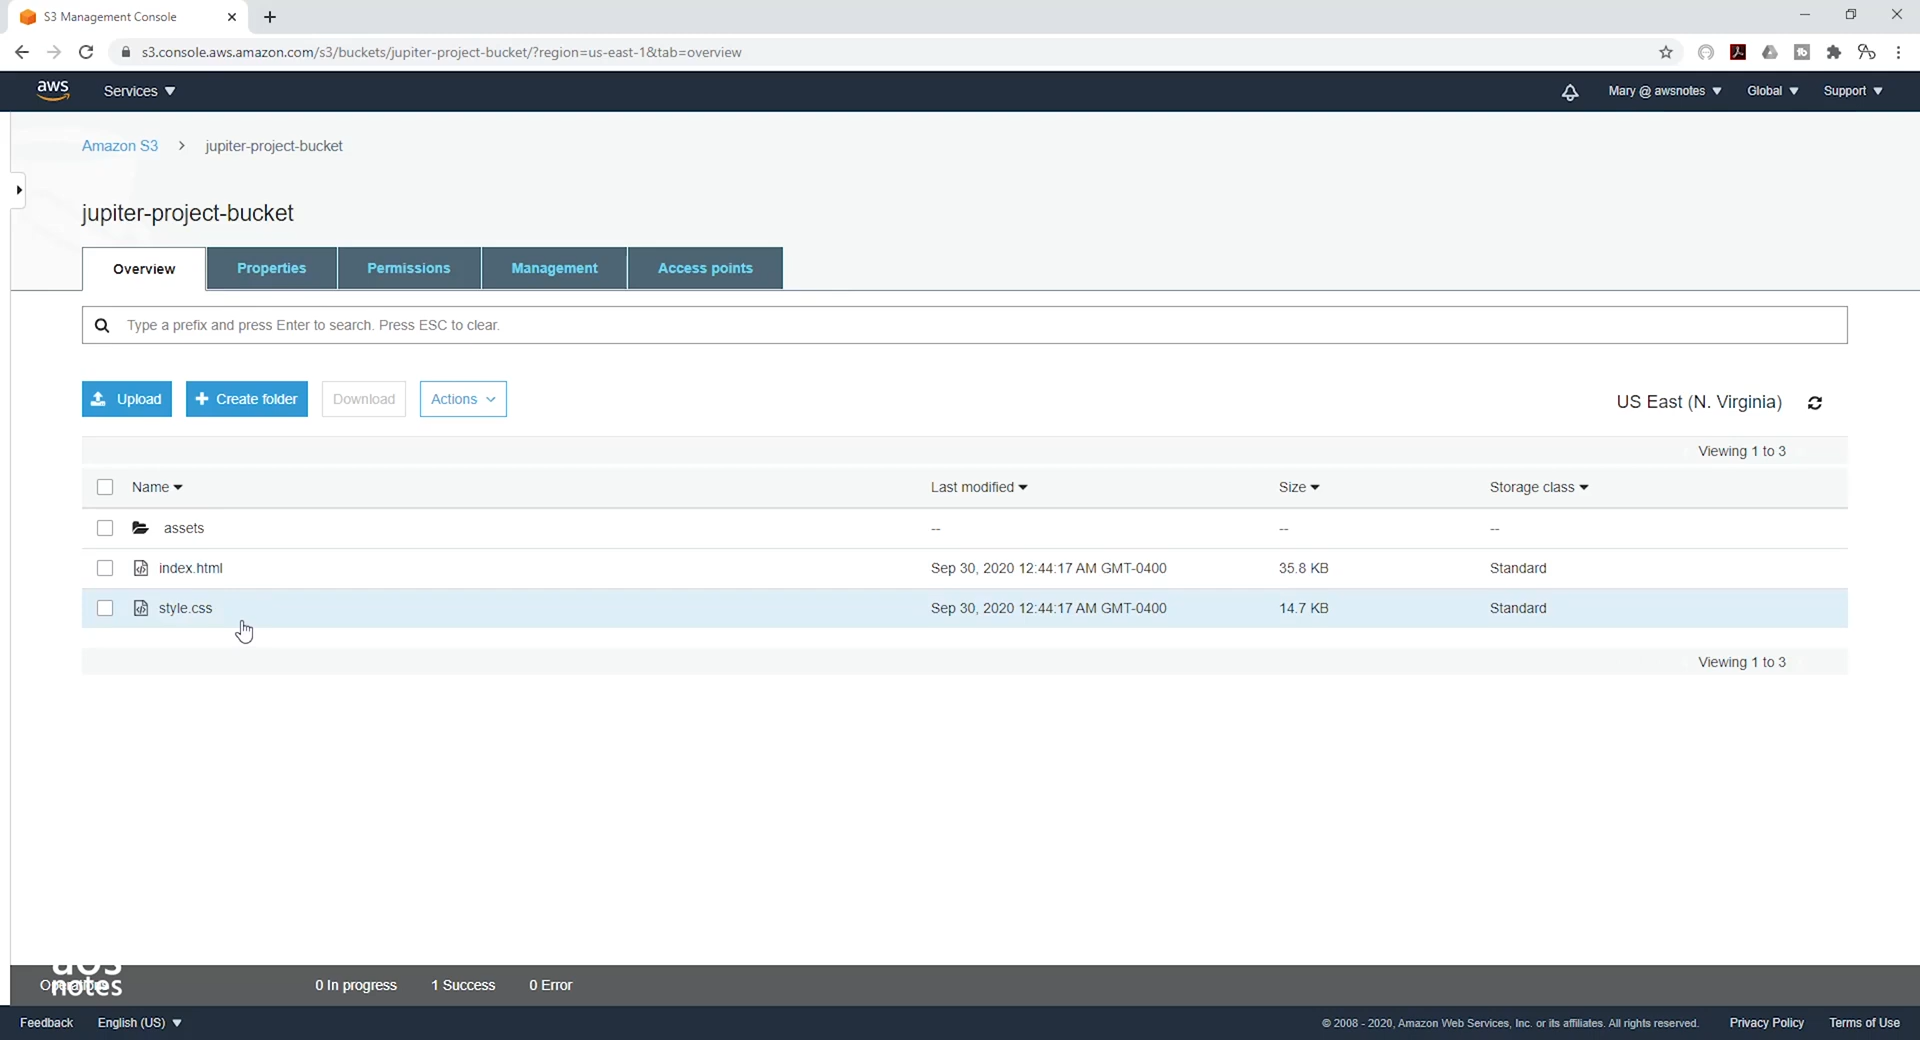 S3 Management Console
s3.console.aws.amazon.com/s3/buckets/jupiter-project-bucket/?region=us-east-1&tab=overview
aws
Services
Mary @ awsnotes
Global
Support
Amazon S3 > jupiter-project-bucket
jupiter-project-bucket
Overview
Properties
Permissions
Management
Access points
Type a prefix and press Enter to search. Press ESC to clear.
Upload
+ Create folder
Download
Actions
US East (N. Virginia)
Viewing 1 to 3
Name
Last modified
Size
Storage class
assets -- -- --
index.html Sep 30, 2020 12:44:17 AM GMT-0400 35.8 KB Standard
style.css Sep 30, 2020 12:44:17 AM GMT-0400 14.7 KB Standard
Viewing 1 to 3
notes
0 In progress
1 Success
0 Error
Feedback
English (US)
© 2008 - 2020, Amazon Web Services, Inc. or its affiliates. All rights reserved.
Privacy Policy
Terms of Use